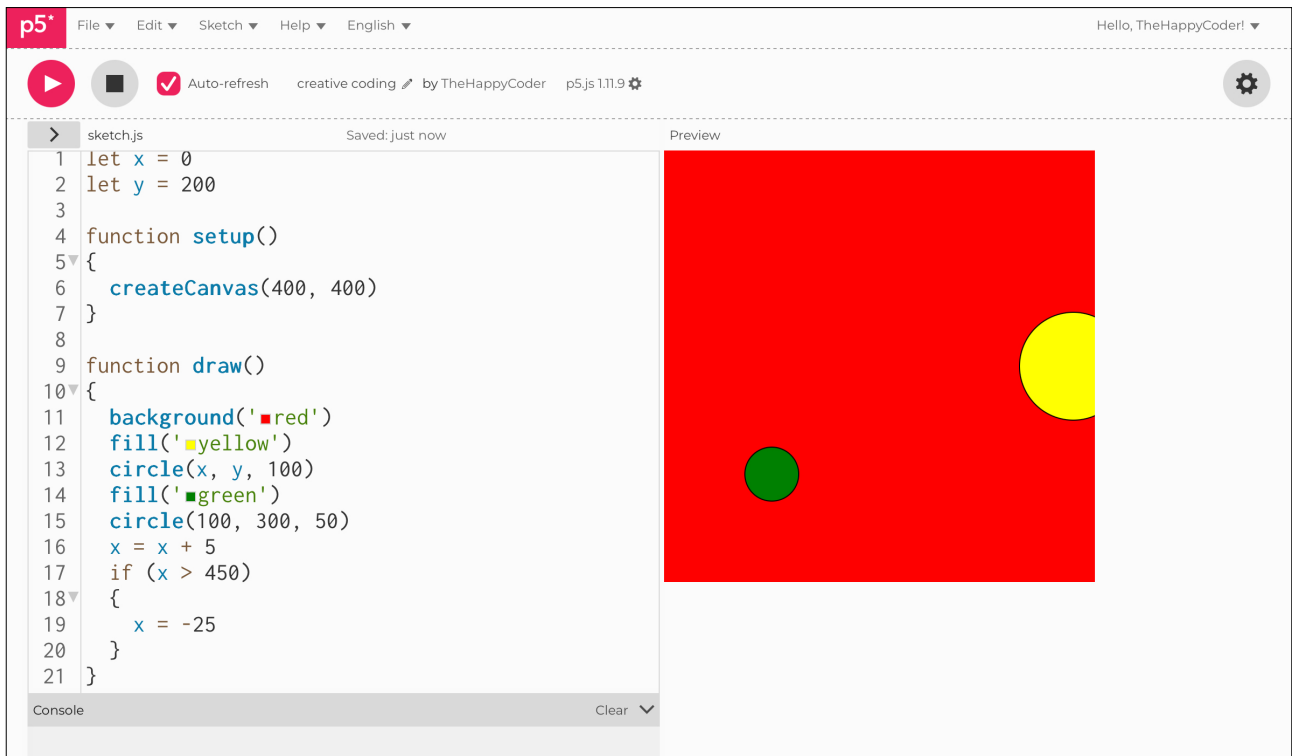 p5* File Edit Sketch Help English Hello, TheHappyCoder!
Auto-refresh creative coding by TheHappyCoder p5.js 1.11.9
sketch.js Saved: just now Preview
1 let x = 0
2 let y = 200
3
4 function setup()
5 {
6   createCanvas(400, 400)
7 }
8
9 function draw()
10 {
11   background('red')
12   fill('yellow')
13   circle(x, y, 100)
14   fill('green')
15   circle(100, 300, 50)
16   x = x + 5
17   if (x > 450)
18   {
19     x = -25
20   }
21 }
Console Clear